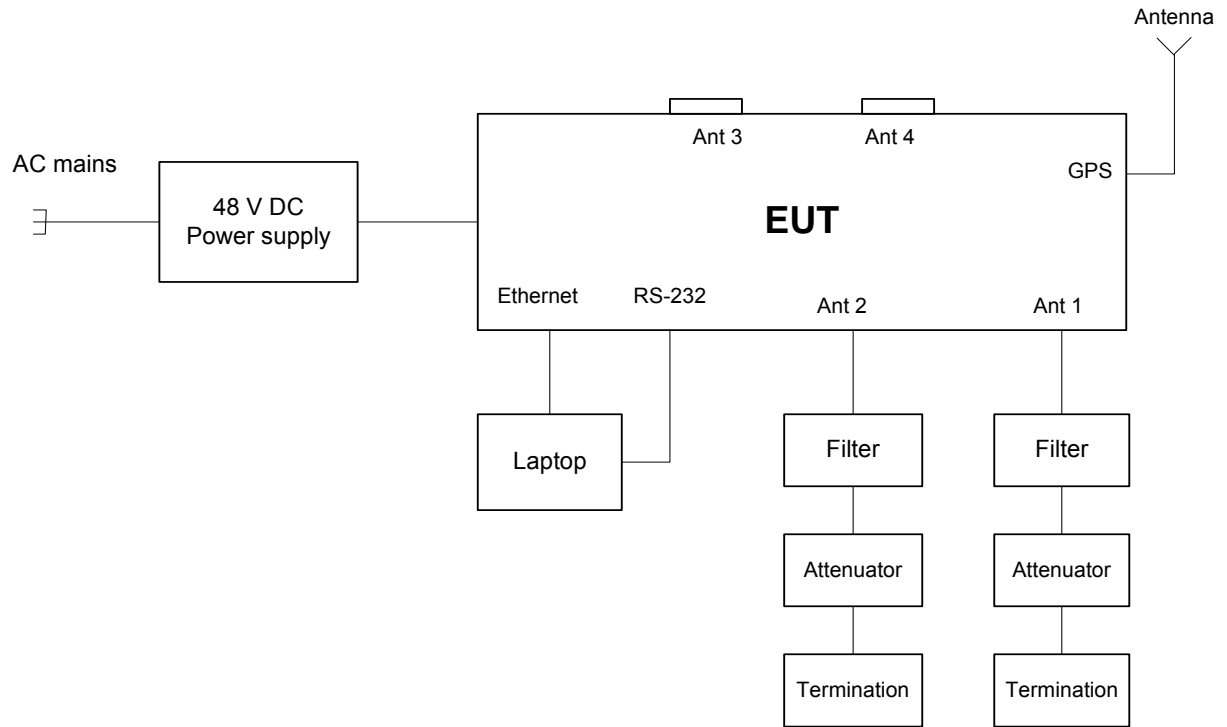 Antenna
Ant 3
Ant 4
AC mains
GPS
48 V DC
Power supply
EUT
Ethernet
RS-232
Ant 2
Ant 1
Laptop
Filter
Filter
Attenuator
Attenuator
Termination
Termination